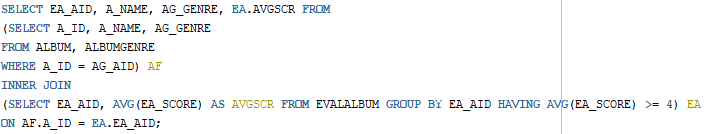 SELECT EA_AID, A_NAME, AG_GENRE, EA.AVGSCR FROM
(SELECT A_ID, A_NAME, AG_GENRE
FROM ALBUM, ALBUMGENRE
WHERE A_ID = AG_AID) AF
INNER JOIN
(SELECT EA_AID, AVG(EA_SCORE) AS AVGSCR FROM EVALALBUM GROUP BY EA_AID HAVING AVG(EA_SCORE) >= 4) EA
ON AF.A_ID = EA.EA_AID;